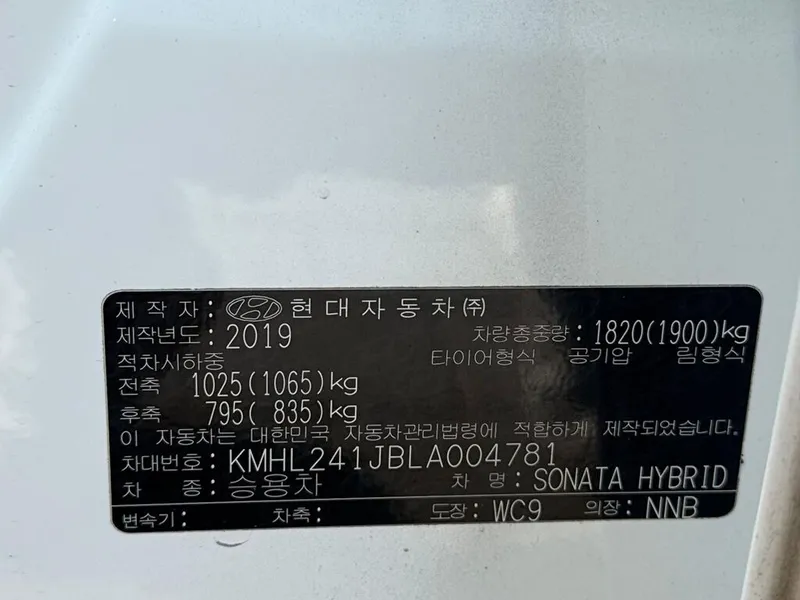 제 작 자 : 현대자동차㈜
제작년도 : 2019 차량총중량 : 1820(1900)kg
적차시하중 타이어형식 공기압 림형식
전축 1025(1065)kg
후축 795( 835)kg
이 자동차는 대한민국 자동차관리법령에 적합하게 제작되었습니다.
차대번호 : KMHL241JBLA004781
차 종 : 승용차 차 명 : SONATA HYBRID
변속기 : 차축 : 도장 : WC9 의장 : NNB